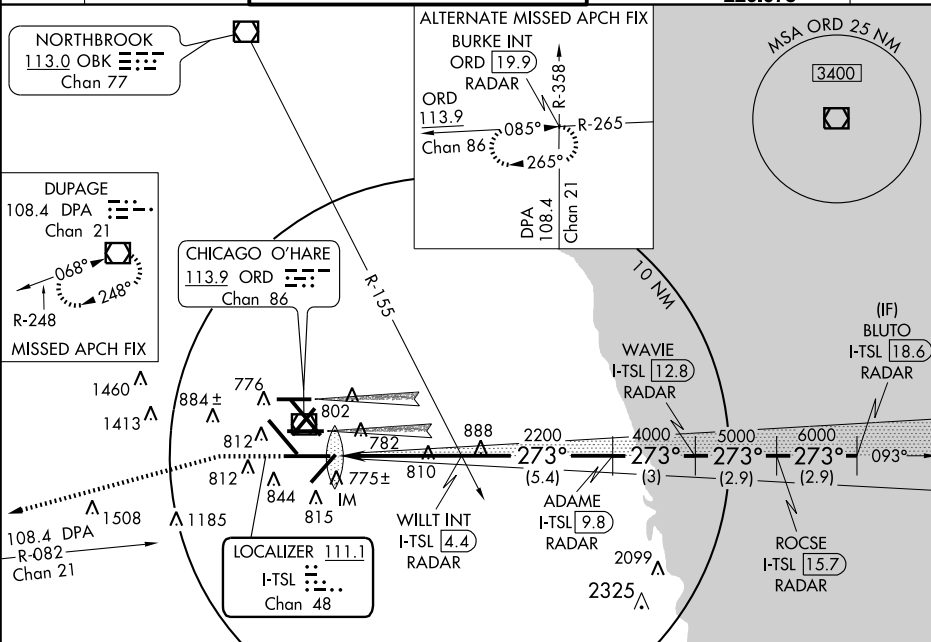 NORTHBROOK
113.0 OBK
Chan 77
ALTERNATE MISSED APCH FIX
BURKE INT
ORD 19.9
RADAR
R-358
ORD
113.9
Chan 86
085°
R-265
265°
DPA
108.4
Chan 21
MSA ORD 25 NM
3400
DUPAGE
108.4 DPA
Chan 21
068°
248°
R-248
MISSED APCH FIX
CHICAGO O'HARE
113.9 ORD
Chan 86
R-155
10 NM
(IF)
BLUTO
I-TSL 18.6
RADAR
WAVIE
I-TSL 12.8
RADAR
1460
1413
884±
776
802
812
782
888
810
812
844
775±
815
IM
2200
4000
5000
6000
273°
273°
273°
273°
093°
(5.4)
(3)
(2.9)
(2.9)
WILLT INT
I-TSL 4.4
RADAR
ADAME
I-TSL 9.8
RADAR
ROCSE
I-TSL 15.7
RADAR
108.4 DPA
R-082
Chan 21
1508
1185
LOCALIZER 111.1
I-TSL
Chan 48
2099
2325